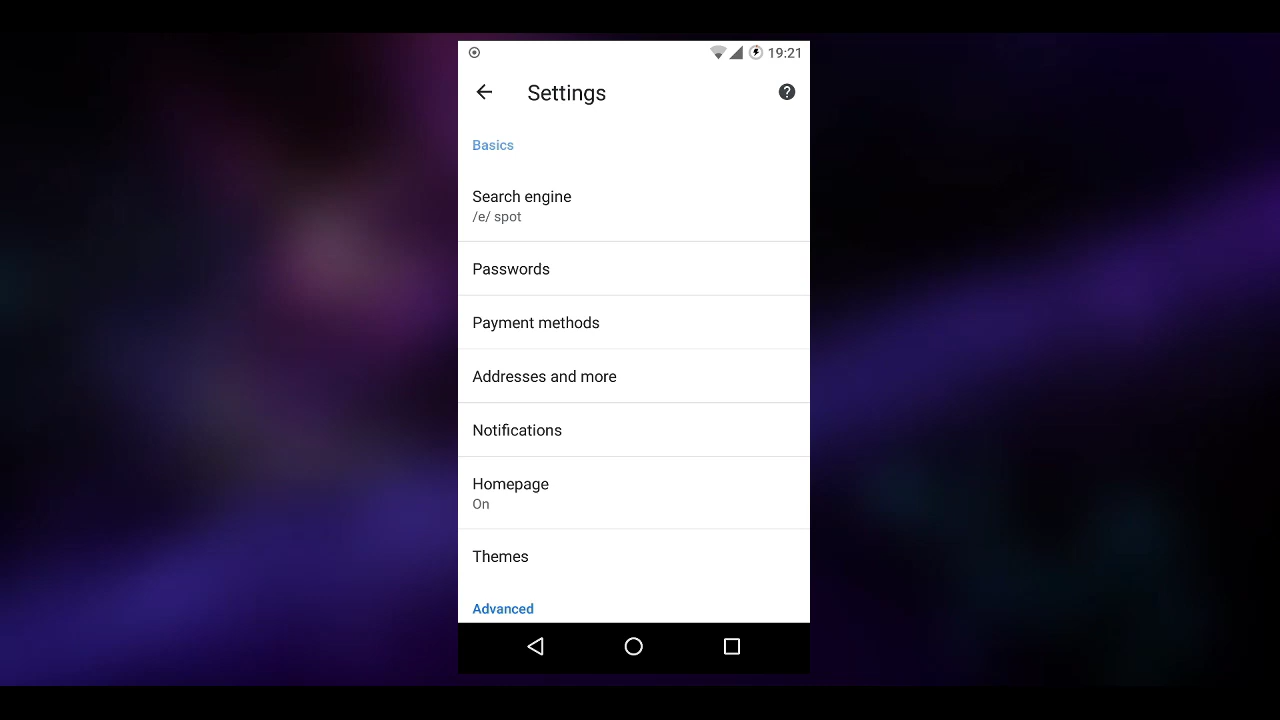 19:21
Settings
Basics
Search engine
/e/ spot
Passwords
Payment methods
Addresses and more
Notifications
Homepage
On
Themes
Advanced